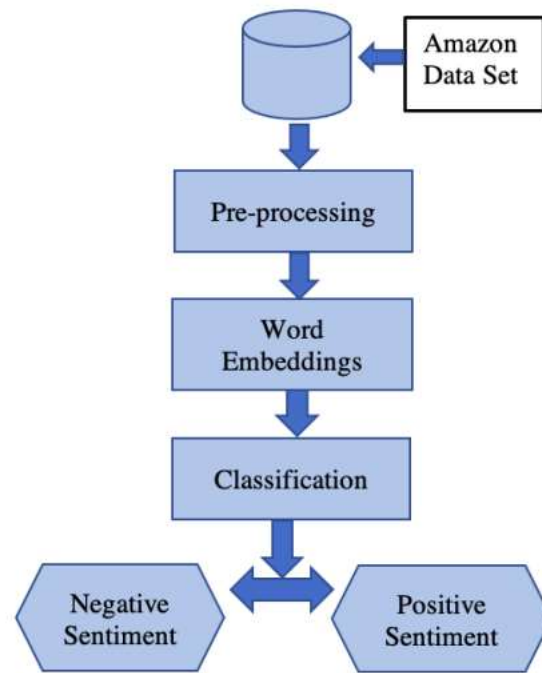 Amazon
Data Set
Pre-processing
Word
Embeddings
Classification
Negative
Sentiment
Positive
Sentiment